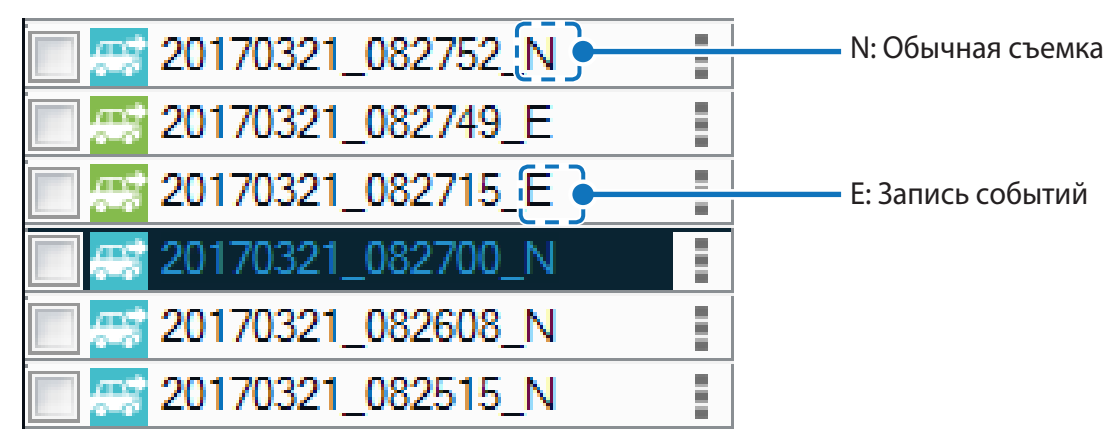 20170321_082752_N
N: Обычная съемка
20170321_082749_E
20170321_082715_E
E: Запись событий
20170321_082700_N
20170321_082608_N
20170321_082515_N